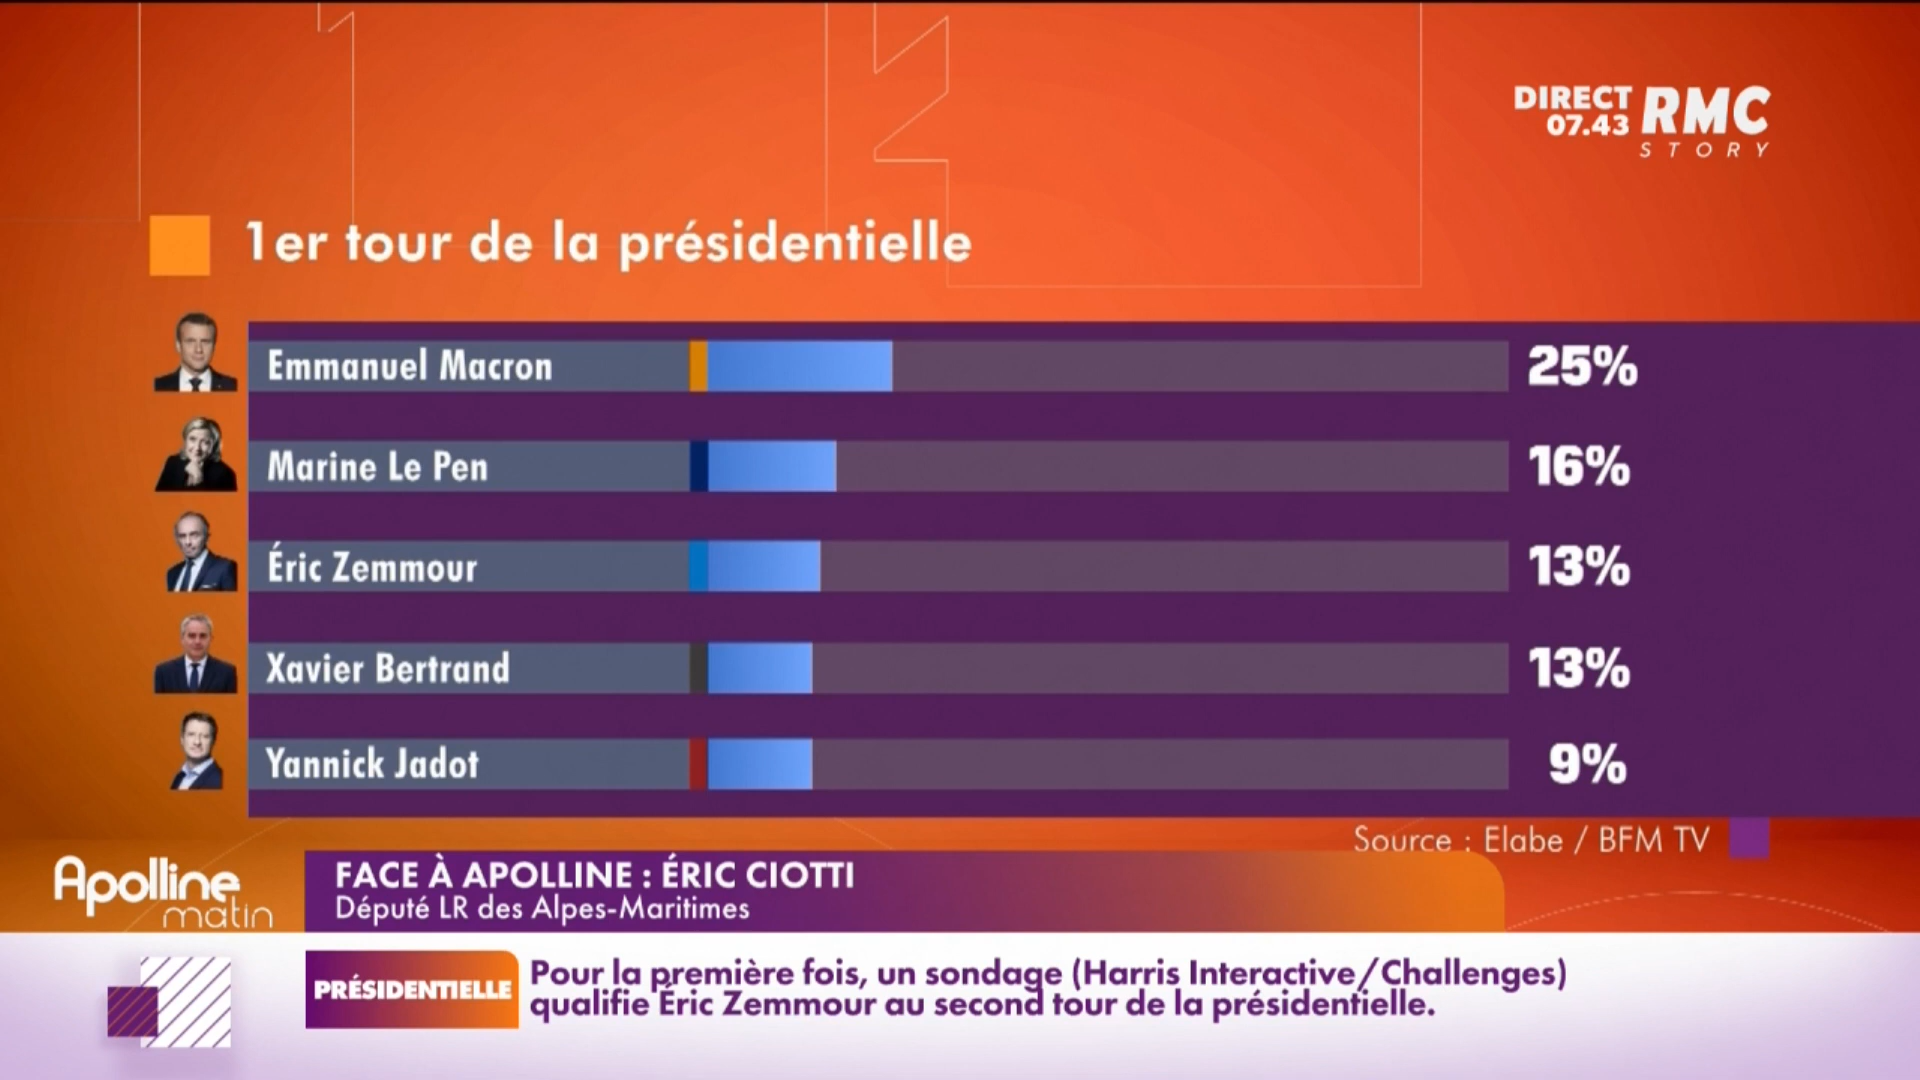 DIRECT
07.43
RMC
STORY
1er tour de la présidentielle
Emmanuel Macron 25%
Marine Le Pen 16%
Éric Zemmour 13%
Xavier Bertrand 13%
Yannick Jadot 9%
Source : Elabe / BFM TV
Apolline
matin
FACE À APOLLINE : ÉRIC CIOTTI
Député LR des Alpes-Maritimes
PRÉSIDENTIELLE
Pour la première fois, un sondage (Harris Interactive/Challenges)
qualifie Éric Zemmour au second tour de la présidentielle.